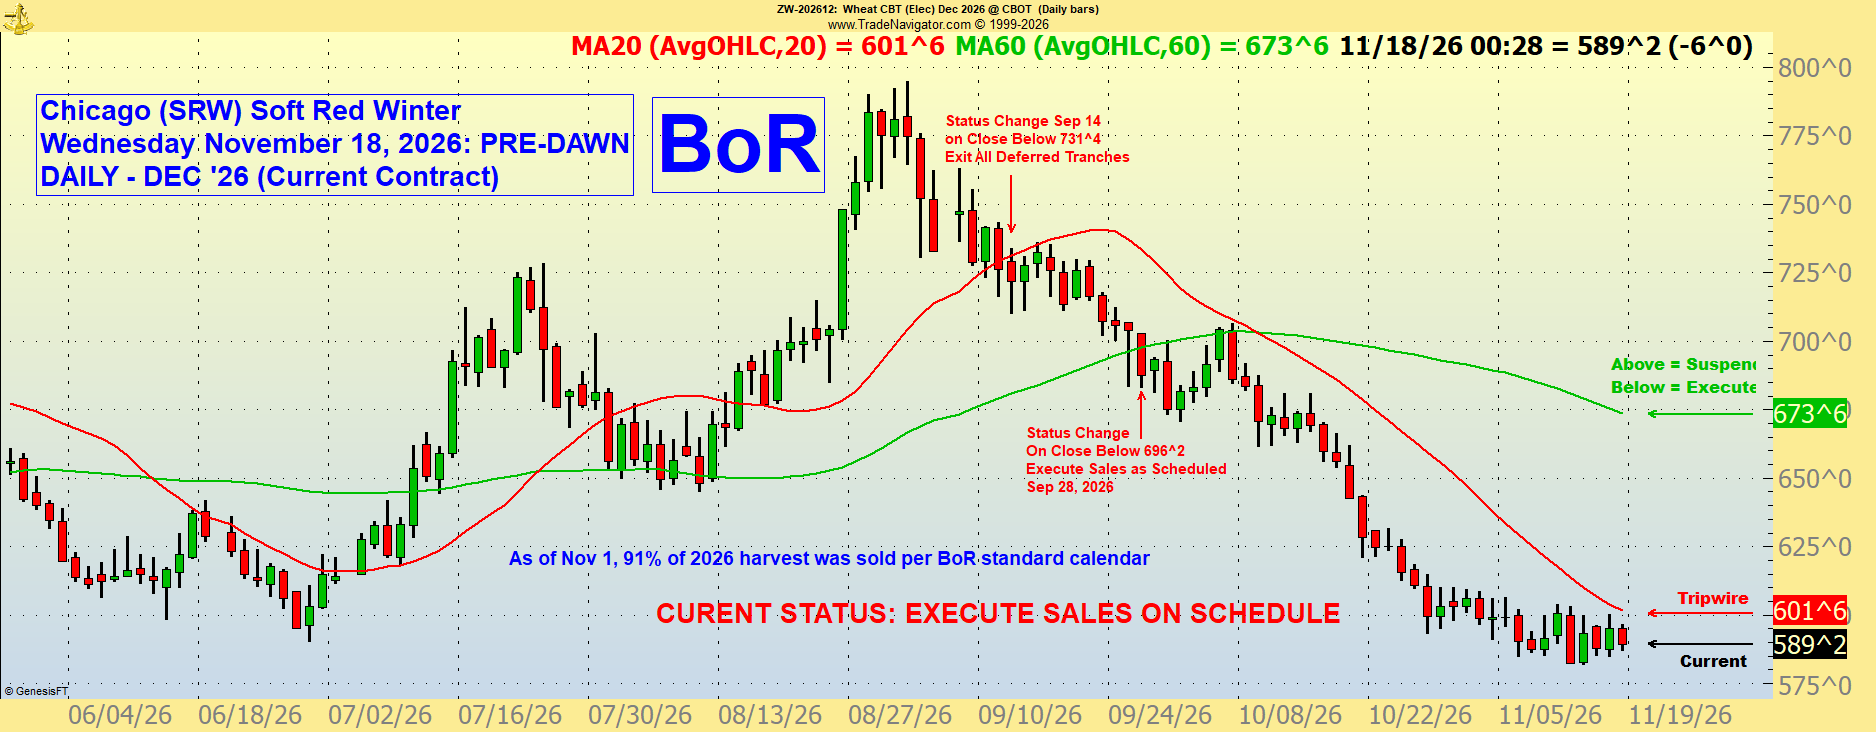 ZW-202612: Wheat CBT (Elec) Dec 2026 @ CBOT (Daily bars)
www.TradeNavigator.com © 1999-2026
MA20 (AvgOHLC,20) = 601^6 MA60 (AvgOHLC,60) = 673^6 11/18/26 00:28 = 589^2 (-6^0)
Chicago (SRW) Soft Red Winter
Wednesday November 18, 2026: PRE-DAWN
DAILY - DEC '26 (Current Contract)
BoR
Status Change Sep 14
on Close Below 731^4
Exit All Deferred Tranches
800^0
775^0
750^0
725^0
700^0
Above = Suspend
Below = Execute
673^6
Status Change
On Close Below 696^2
Execute Sales as Scheduled
Sep 28, 2026
650^0
As of Nov 1, 91% of 2026 harvest was sold per BoR standard calendar
625^0
CURENT STATUS: EXECUTE SALES ON SCHEDULE
Tripwire
601^6
589^2
Current
575^0
© GenesisFT
06/04/26 06/18/26 07/02/26 07/16/26 07/30/26 08/13/26 08/27/26 09/10/26 09/24/26 10/08/26 10/22/26 11/05/26 11/19/26